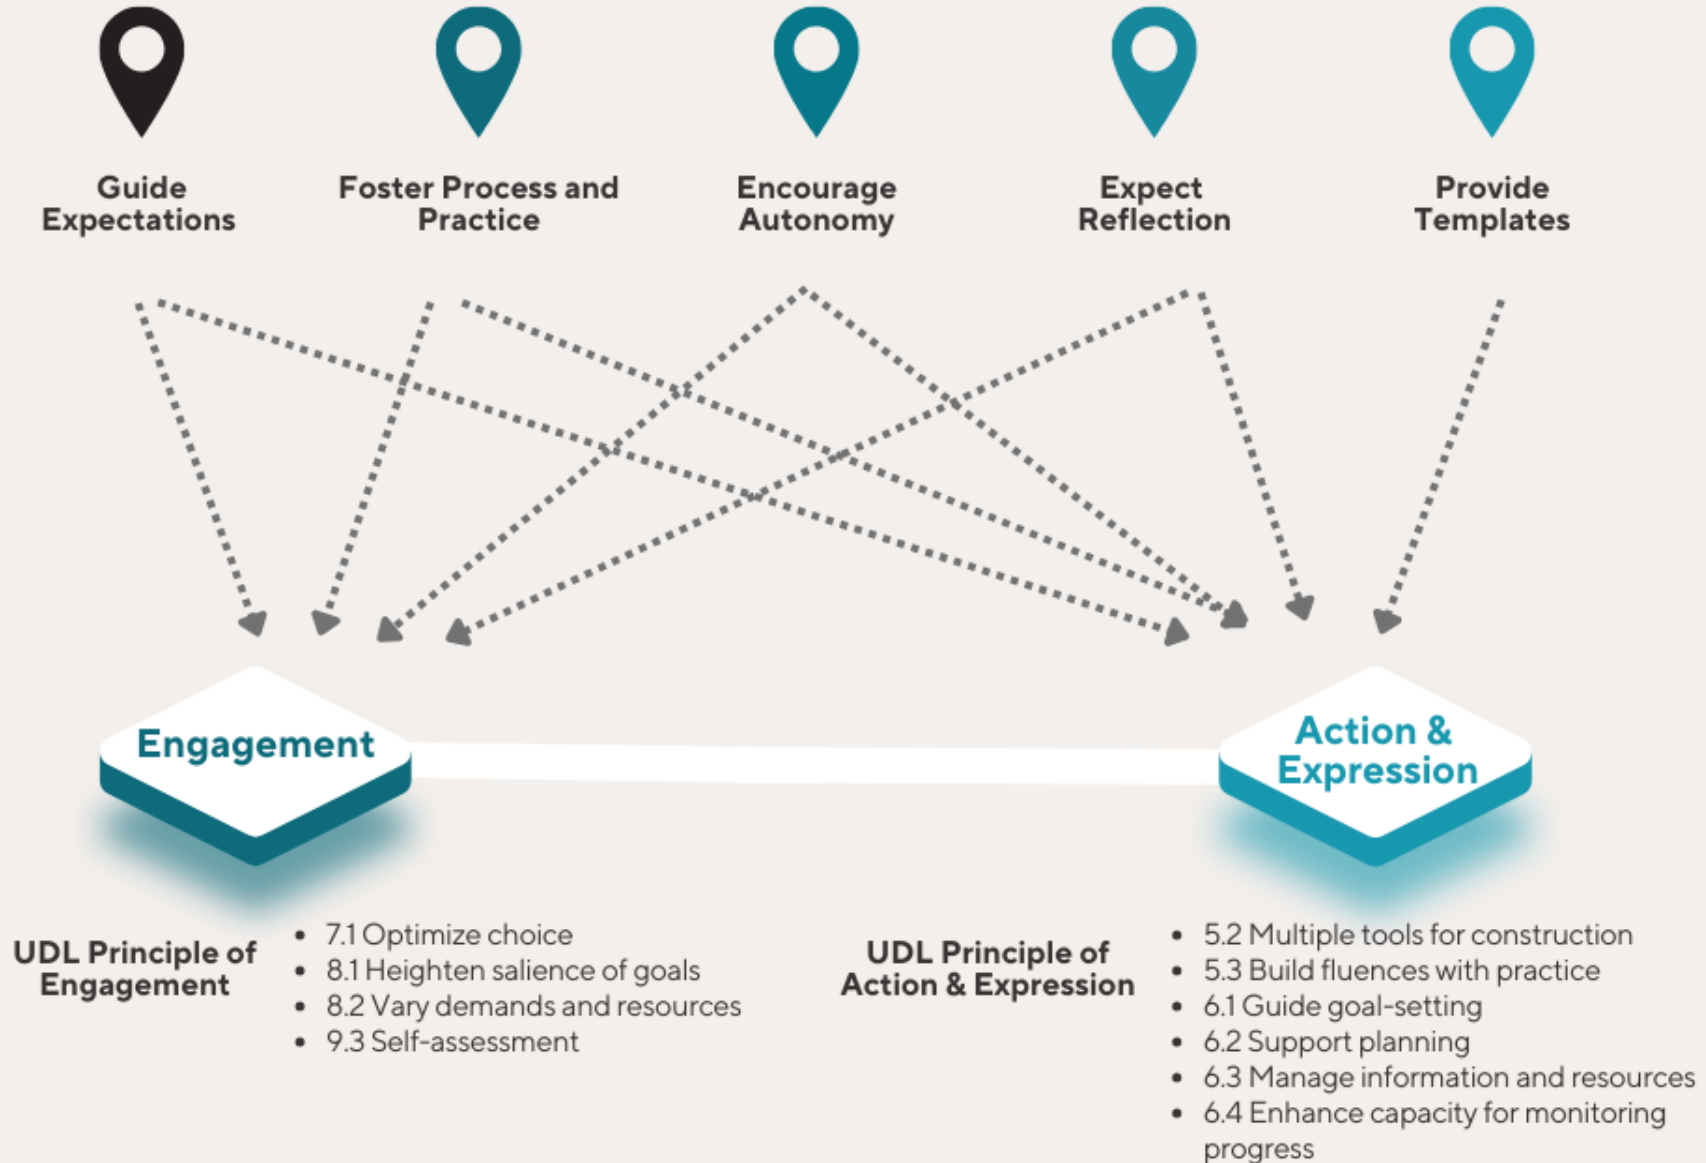 Guide
Expectations
Foster Process and
Practice
Encourage
Autonomy
Expect
Reflection
Provide
Templates
Engagement
Action &
Expression
UDL Principle of
Engagement
• 7.1 Optimize choice
• 8.1 Heighten salience of goals
• 8.2 Vary demands and resources
• 9.3 Self-assessment
UDL Principle of
Action & Expression
• 5.2 Multiple tools for construction
• 5.3 Build fluences with practice
• 6.1 Guide goal-setting
• 6.2 Support planning
• 6.3 Manage information and resources
• 6.4 Enhance capacity for monitoring
progress